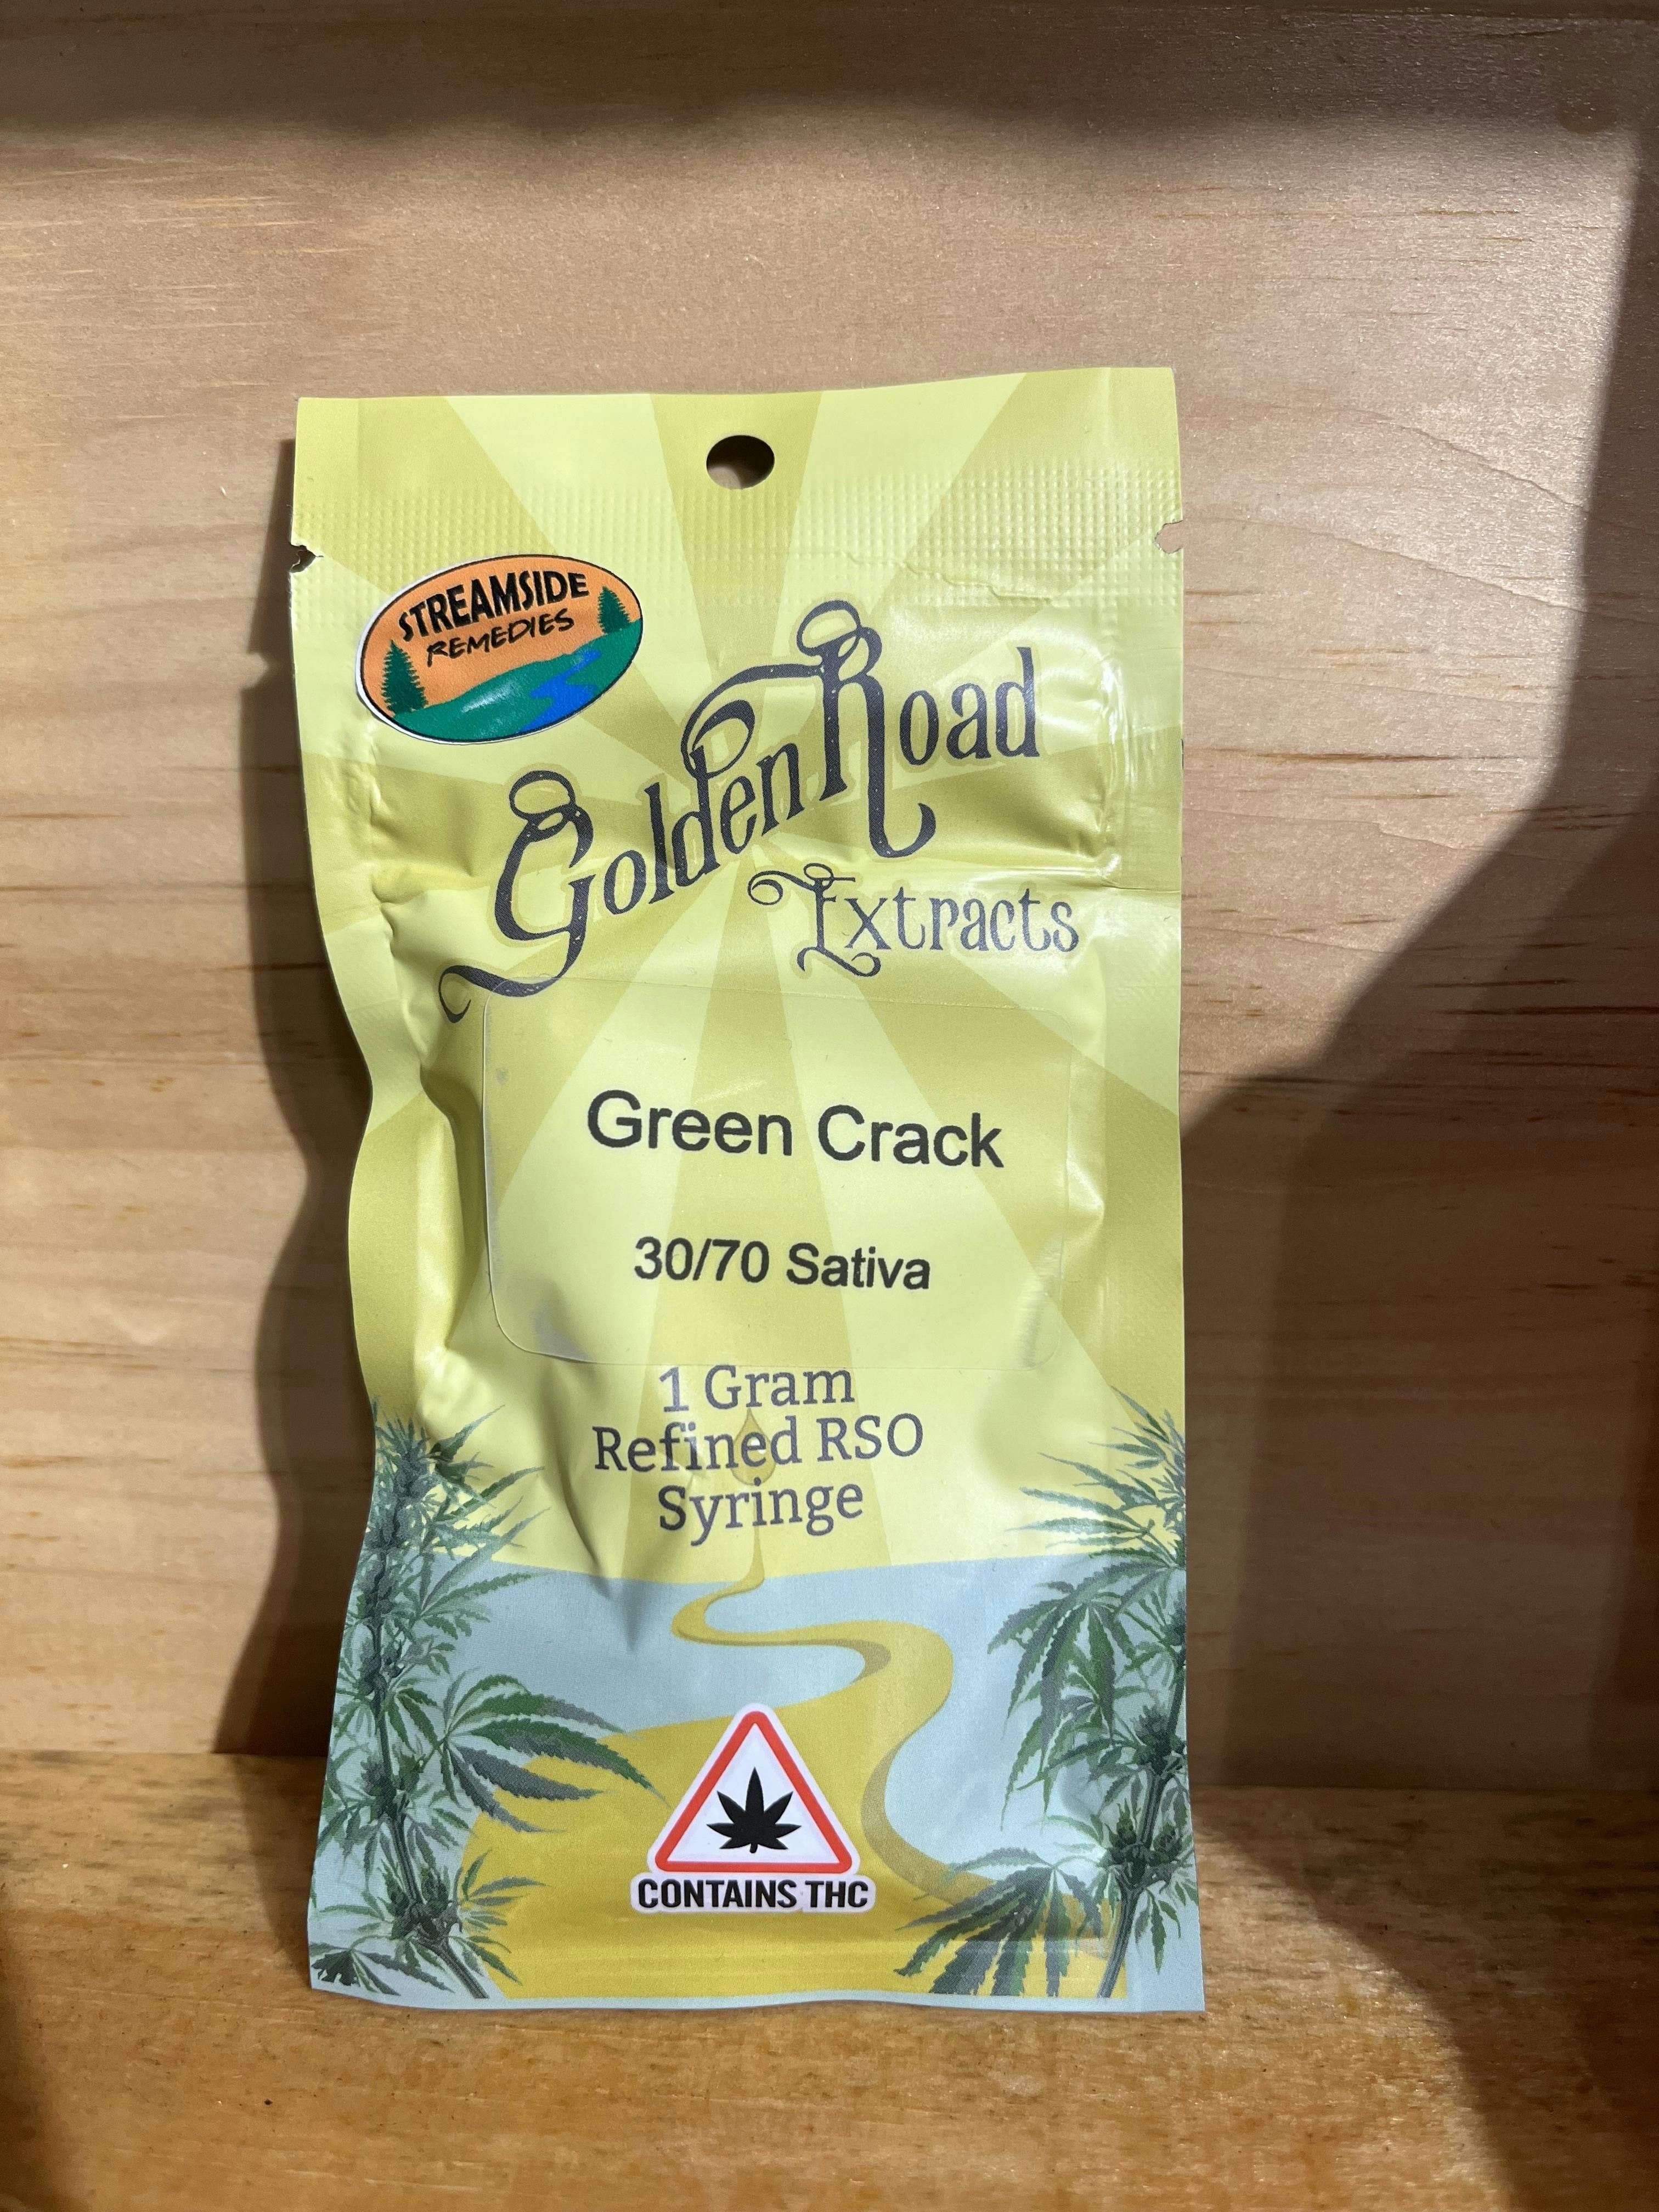 STREAMSIDE
REMEDIES
Golden Road
Extracts
Green Crack
30/70 Sativa
1 Gram
Refined RSO
Syringe
CONTAINS THC